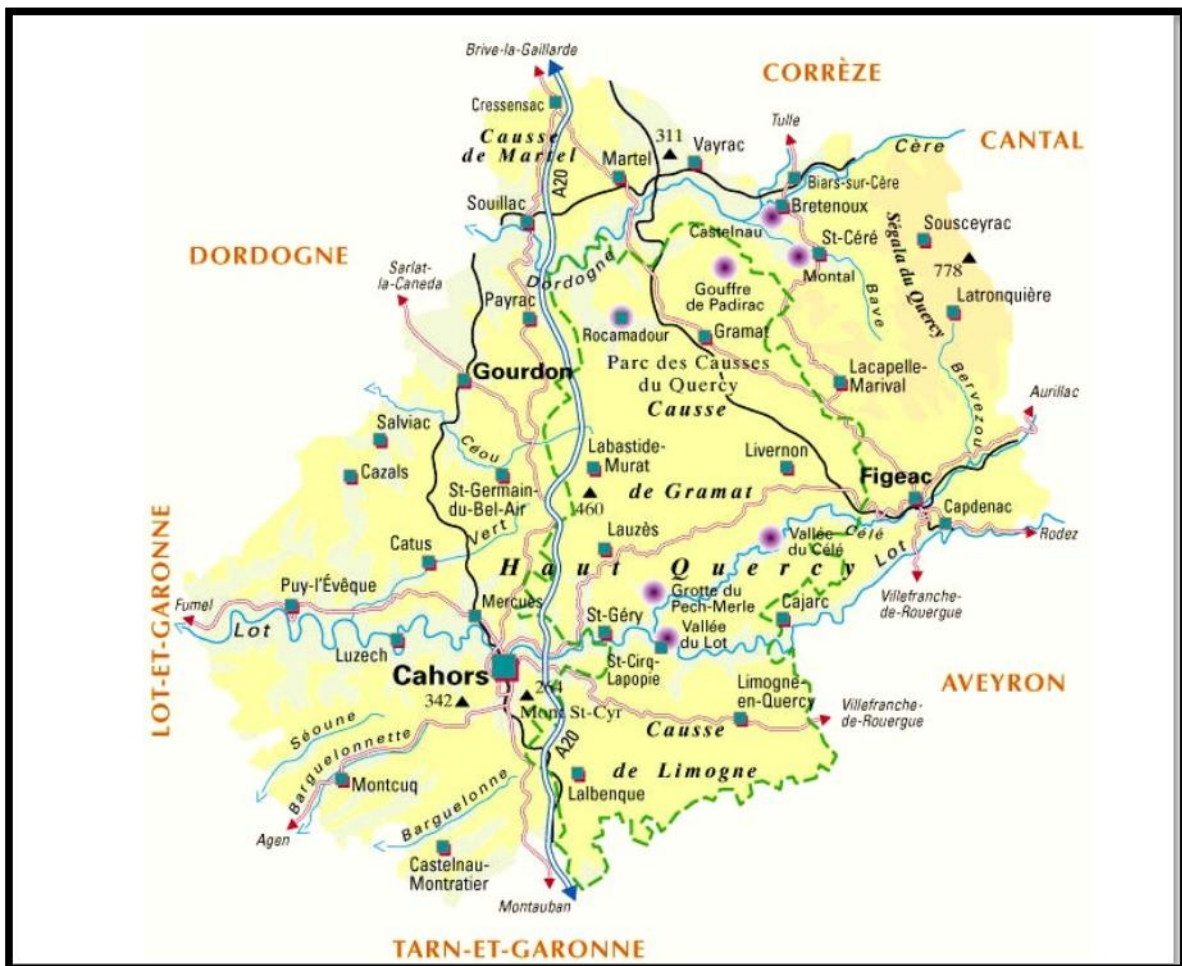 Brive-la-Gaillarde
CORRÈZE
Cressensac
Tulle
Causse
de Martel
A20
311
Vayrac
Cère
CANTAL
Martel
Biars-sur-Cère
Souillac
Bretenoux
Castelnau
Ségala du Quercy
Sousceyrac
St-Céré
DORDOGNE
Dordogne
778
Sarlat-
la-Caneda
Montal
Gouffre
de Padirac
Bave
Latronquière
Payrac
Rocamadour
Gramat
Gourdon
Parc des Causses
du Quercy
Lacapelle-
Marival
Causse
Bervezou
Aurillac
Salviac
Céou
Labastide-
Murat
Livernon
Cazals
St-Germain-
du-Bel-Air
de Gramat
Figeac
460
Capdenac
Vert
Lauzès
Vallée
du Célé
Célé
Rodez
Catus
Haut Quercy
Lot
LOT-ET-GARONNE
Puy-l'Évêque
Grotte du
Pech-Merle
Villefranche-
de-Rouergue
Fumel
Mercuès
St-Géry
Cajarc
Lot
Vallée
du Lot
Luzech
St-Cirq-
Lapopie
Cahors
AVEYRON
342
264
Mont St-Cyr
Limogne-
en-Quercy
Villefranche-
de-Rouergue
Séoune
Causse
A20
Barguelonnette
de Limogne
Montcuq
Lalbenque
Barguelonne
Agen
Castelnau-
Montratier
Montauban
TARN-ET-GARONNE